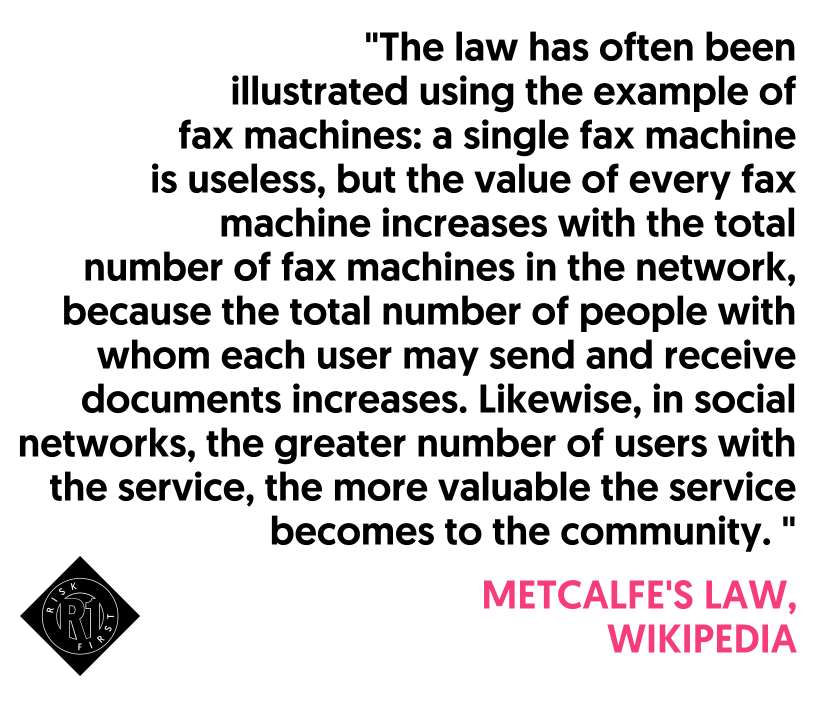 "The law has often been
illustrated using the example of
fax machines: a single fax machine
is useless, but the value of every fax
machine increases with the total
number of fax machines in the network,
because the total number of people with
whom each user may send and receive
documents increases. Likewise, in social
networks, the greater number of users with
the service, the more valuable the service
becomes to the community. "
METCALFE'S LAW,
WIKIPEDIA
RISK
R1
FIRST